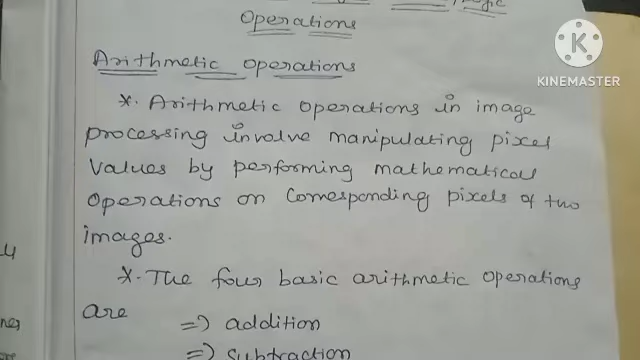 Operations
Arithmetic operations
*. Arithmetic operations in image
processing involve manipulating pixel
values by performing mathematical
operations on corresponding pixels of two
images.
*. The four basic arithmetic operations
are
=> addition
=> subtraction
K
KINEMASTER